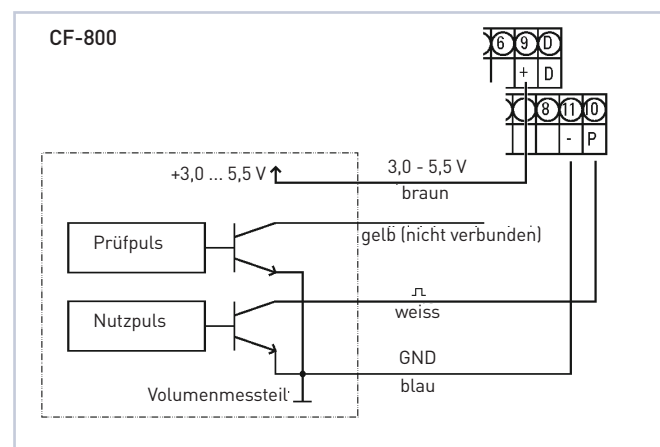 CF-800
6 9 D
+ D
8 11 10
- P
+3,0 ... 5,5 V
3,0 - 5,5 V
braun
Prüfpuls
gelb (nicht verbunden)
Nutzpuls
weiss
GND
blau
Volumenmessteil